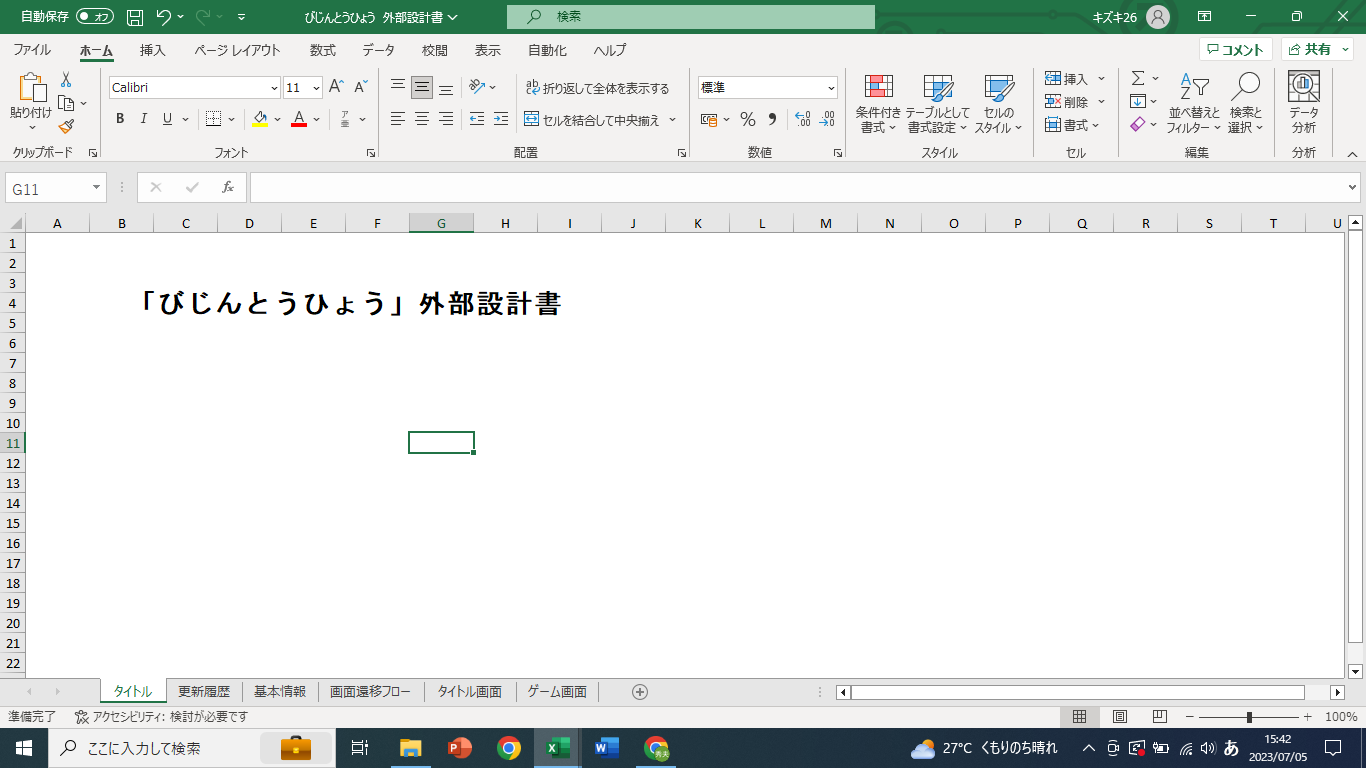 自動保存 オフ びじんとうひょう 外部設計書 検索 キズキ26
ファイル ホーム 挿入 ページ レイアウト 数式 データ 校閲 表示 自動化 ヘルプ コメント 共有
貼り付け Calibri 11 A A 折り返して全体を表示する 標準 条件付き テーブルとして セルの 挿入 並べ替えと 検索と データ
B I U A ア 亜 セルを結合して中央揃え % 書式 書式設定 スタイル 削除 フィルター 選択 分析
書式
クリップボード フォント 配置 数値 スタイル セル 編集 分析
G11 fx
A B C D E F G H I J K L M N O P Q R S T U
1
2
3
4 「びじんとうひょう」外部設計書
5
6
7
8
9
10
11
12
13
14
15
16
17
18
19
20
21
22
タイトル 更新履歴 基本情報 画面遷移フロー タイトル画面 ゲーム画面
準備完了 アクセシビリティ: 検討が必要です 100%
ここに入力して検索 27°C くもりのち晴れ あ 15:42
2023/07/05